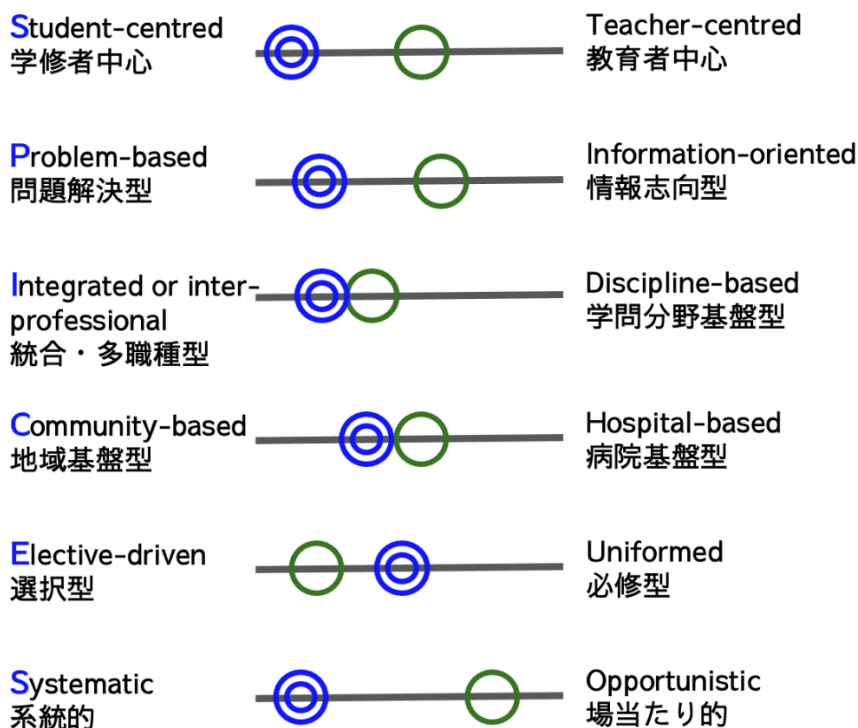 Student-centred
学修者中心
Teacher-centred
教育者中心
Problem-based
問題解決型
Information-oriented
情報志向型
Integrated or inter-
professional
統合・多職種型
Discipline-based
学問分野基盤型
Community-based
地域基盤型
Hospital-based
病院基盤型
Elective-driven
選択型
Uniformed
必修型
Systematic
系統的
Opportunistic
場当たり的